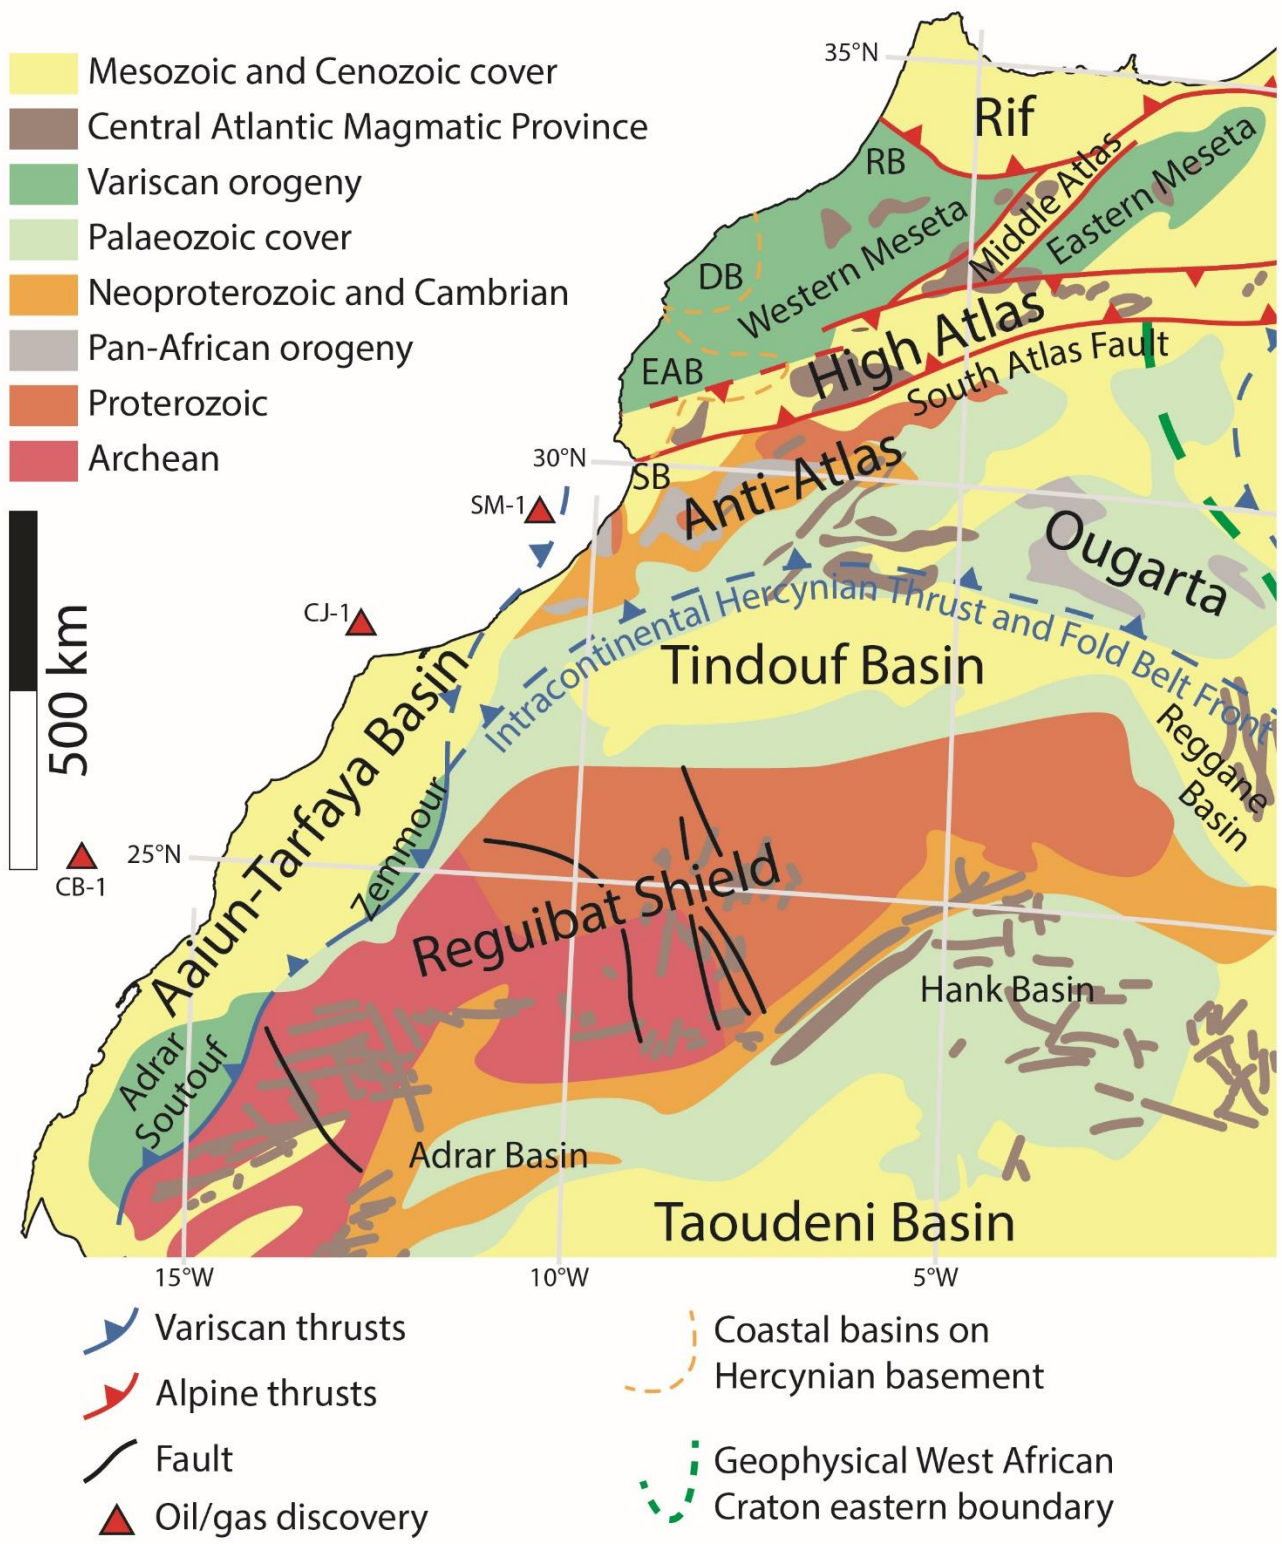 Mesozoic and Cenozoic cover
Central Atlantic Magmatic Province
Variscan orogeny
Palaeozoic cover
Neoproterozoic and Cambrian
Pan-African orogeny
Proterozoic
Archean
500 km
35°N
Rif
RB
Middle Atlas
Eastern Meseta
Western Meseta
DB
High Atlas
EAB
South Atlas Fault
30°N
SB
Anti-Atlas
SM-1
Ougarta
CJ-1
Intracontinental Hercynian Thrust and Fold Belt Front
Tindouf Basin
Reggane
Basin
Aaiun-Tarfaya Basin
Zemmour
25°N
CB-1
Reguibat Shield
Hank Basin
Adrar
Soutouf
Adrar Basin
Taoudeni Basin
15°W
10°W
5°W
Variscan thrusts
Alpine thrusts
Fault
Oil/gas discovery
Coastal basins on
Hercynian basement
Geophysical West African
Craton eastern boundary